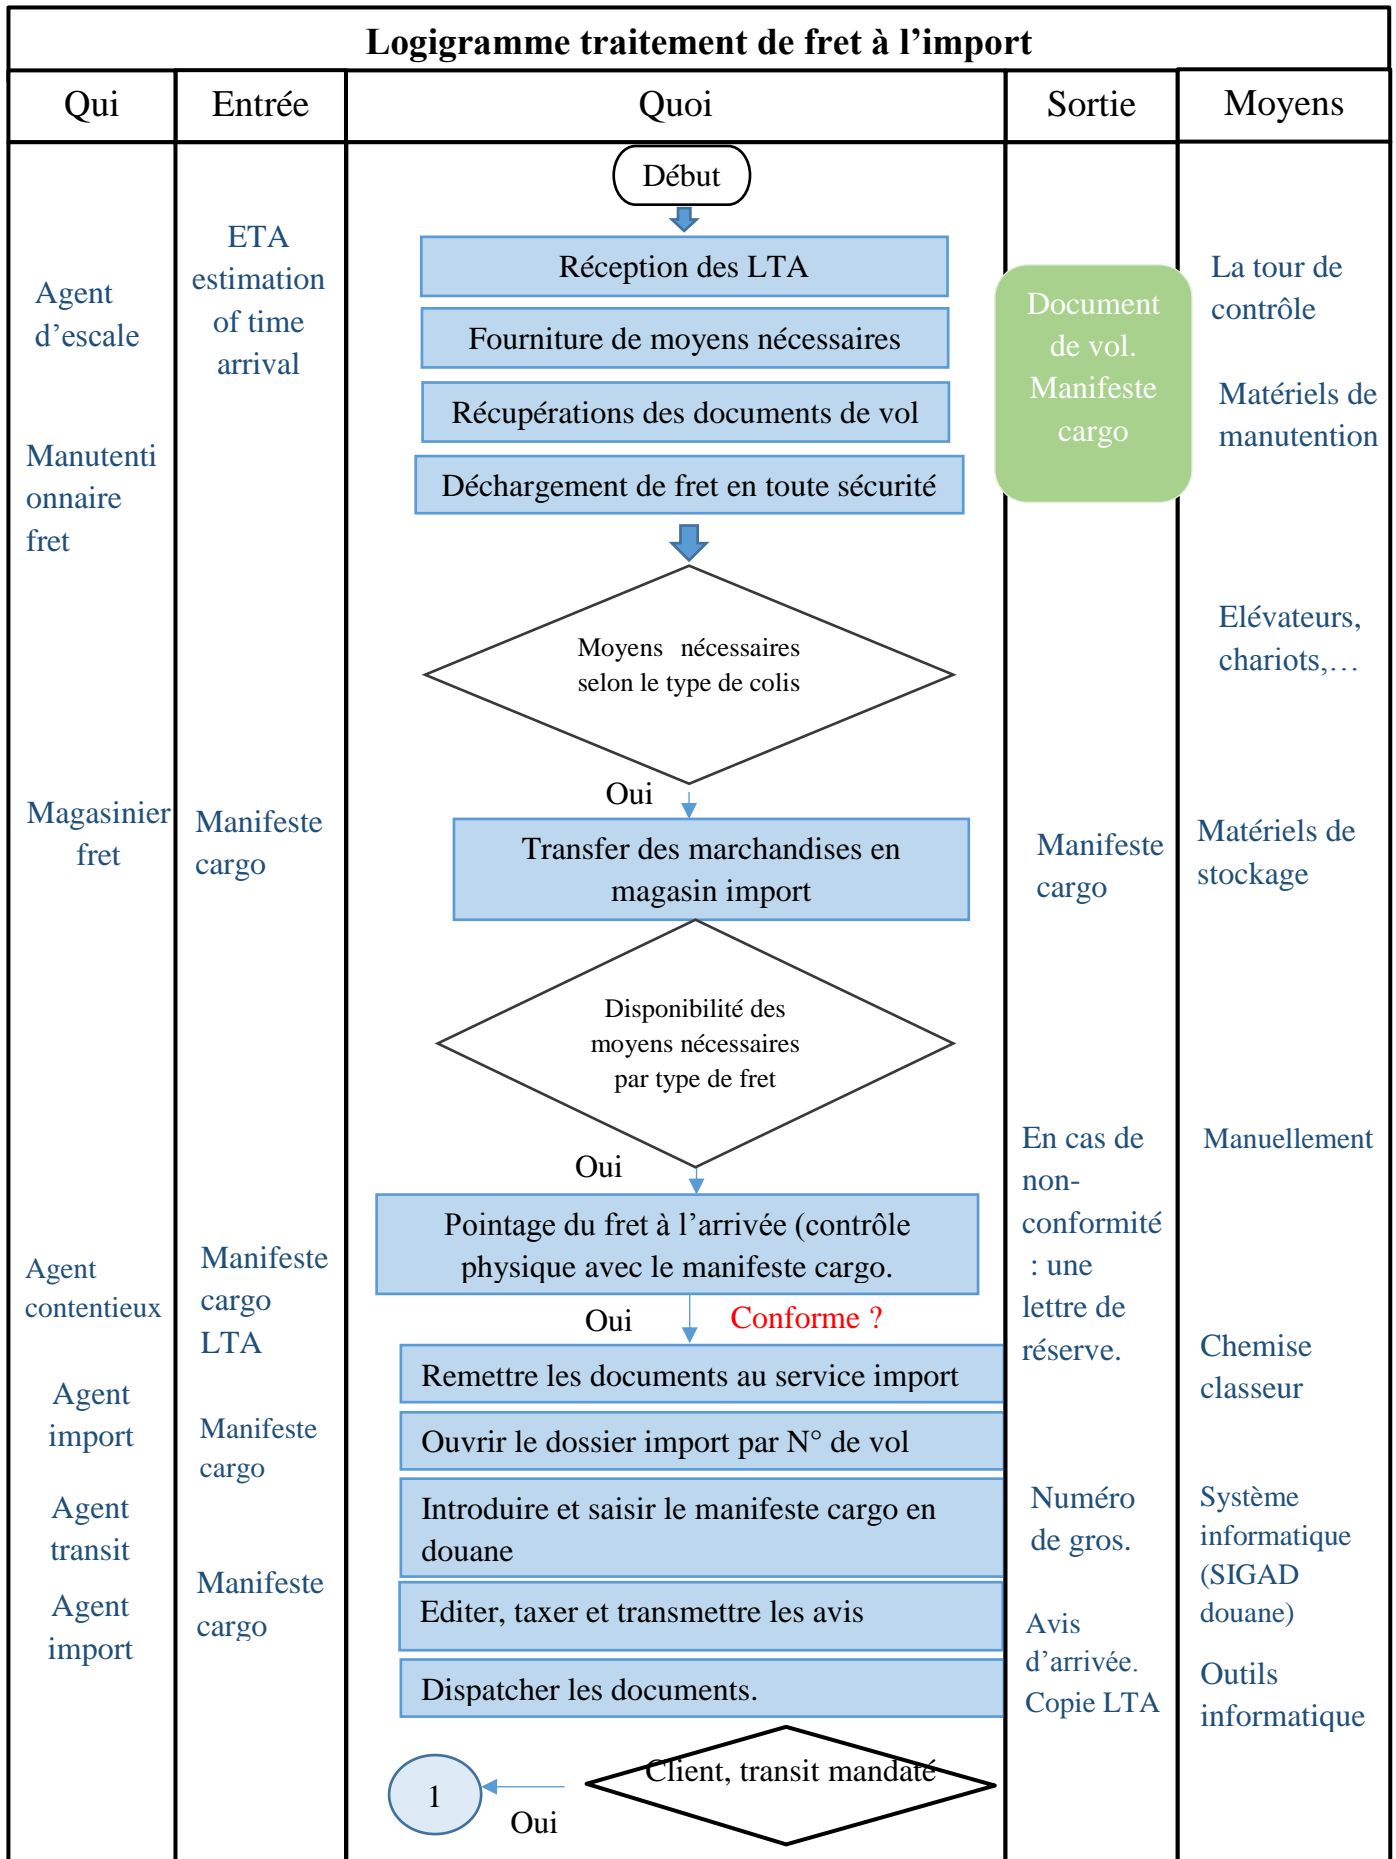 Logigramme traitement de fret à l’import
Qui
Entrée
Quoi
Sortie
Moyens
Début
Agent
d’escale
Manutenti
onnaire
fret
Magasinier
fret
Agent
contentieux
Agent
import
Agent
transit
Agent
import
ETA
estimation
of time
arrival
Manifeste
cargo
Manifeste
cargo
LTA
Manifeste
cargo
Manifeste
cargo
Réception des LTA
Fourniture de moyens nécessaires
Récupérations des documents de vol
Déchargement de fret en toute sécurité
Moyens nécessaires
selon le type de colis
Oui
Transfer des marchandises en
magasin import
Disponibilité des
moyens nécessaires
par type de fret
Oui
Pointage du fret à l’arrivée (contrôle
physique avec le manifeste cargo.
Oui
Conforme ?
Remettre les documents au service import
Ouvrir le dossier import par N° de vol
Introduire et saisir le manifeste cargo en
douane
Editer, taxer et transmettre les avis
Dispatcher les documents.
Client, transit mandaté
1
Oui
Document
de vol.
Manifeste
cargo
Manifeste
cargo
En cas de
non-
conformité
: une
lettre de
réserve.
Numéro
de gros.
Avis
d’arrivée.
Copie LTA
La tour de
contrôle
Matériels de
manutention
Elévateurs,
chariots,…
Matériels de
stockage
Manuellement
Chemise
classeur
Système
informatique
(SIGAD
douane)
Outils
informatique